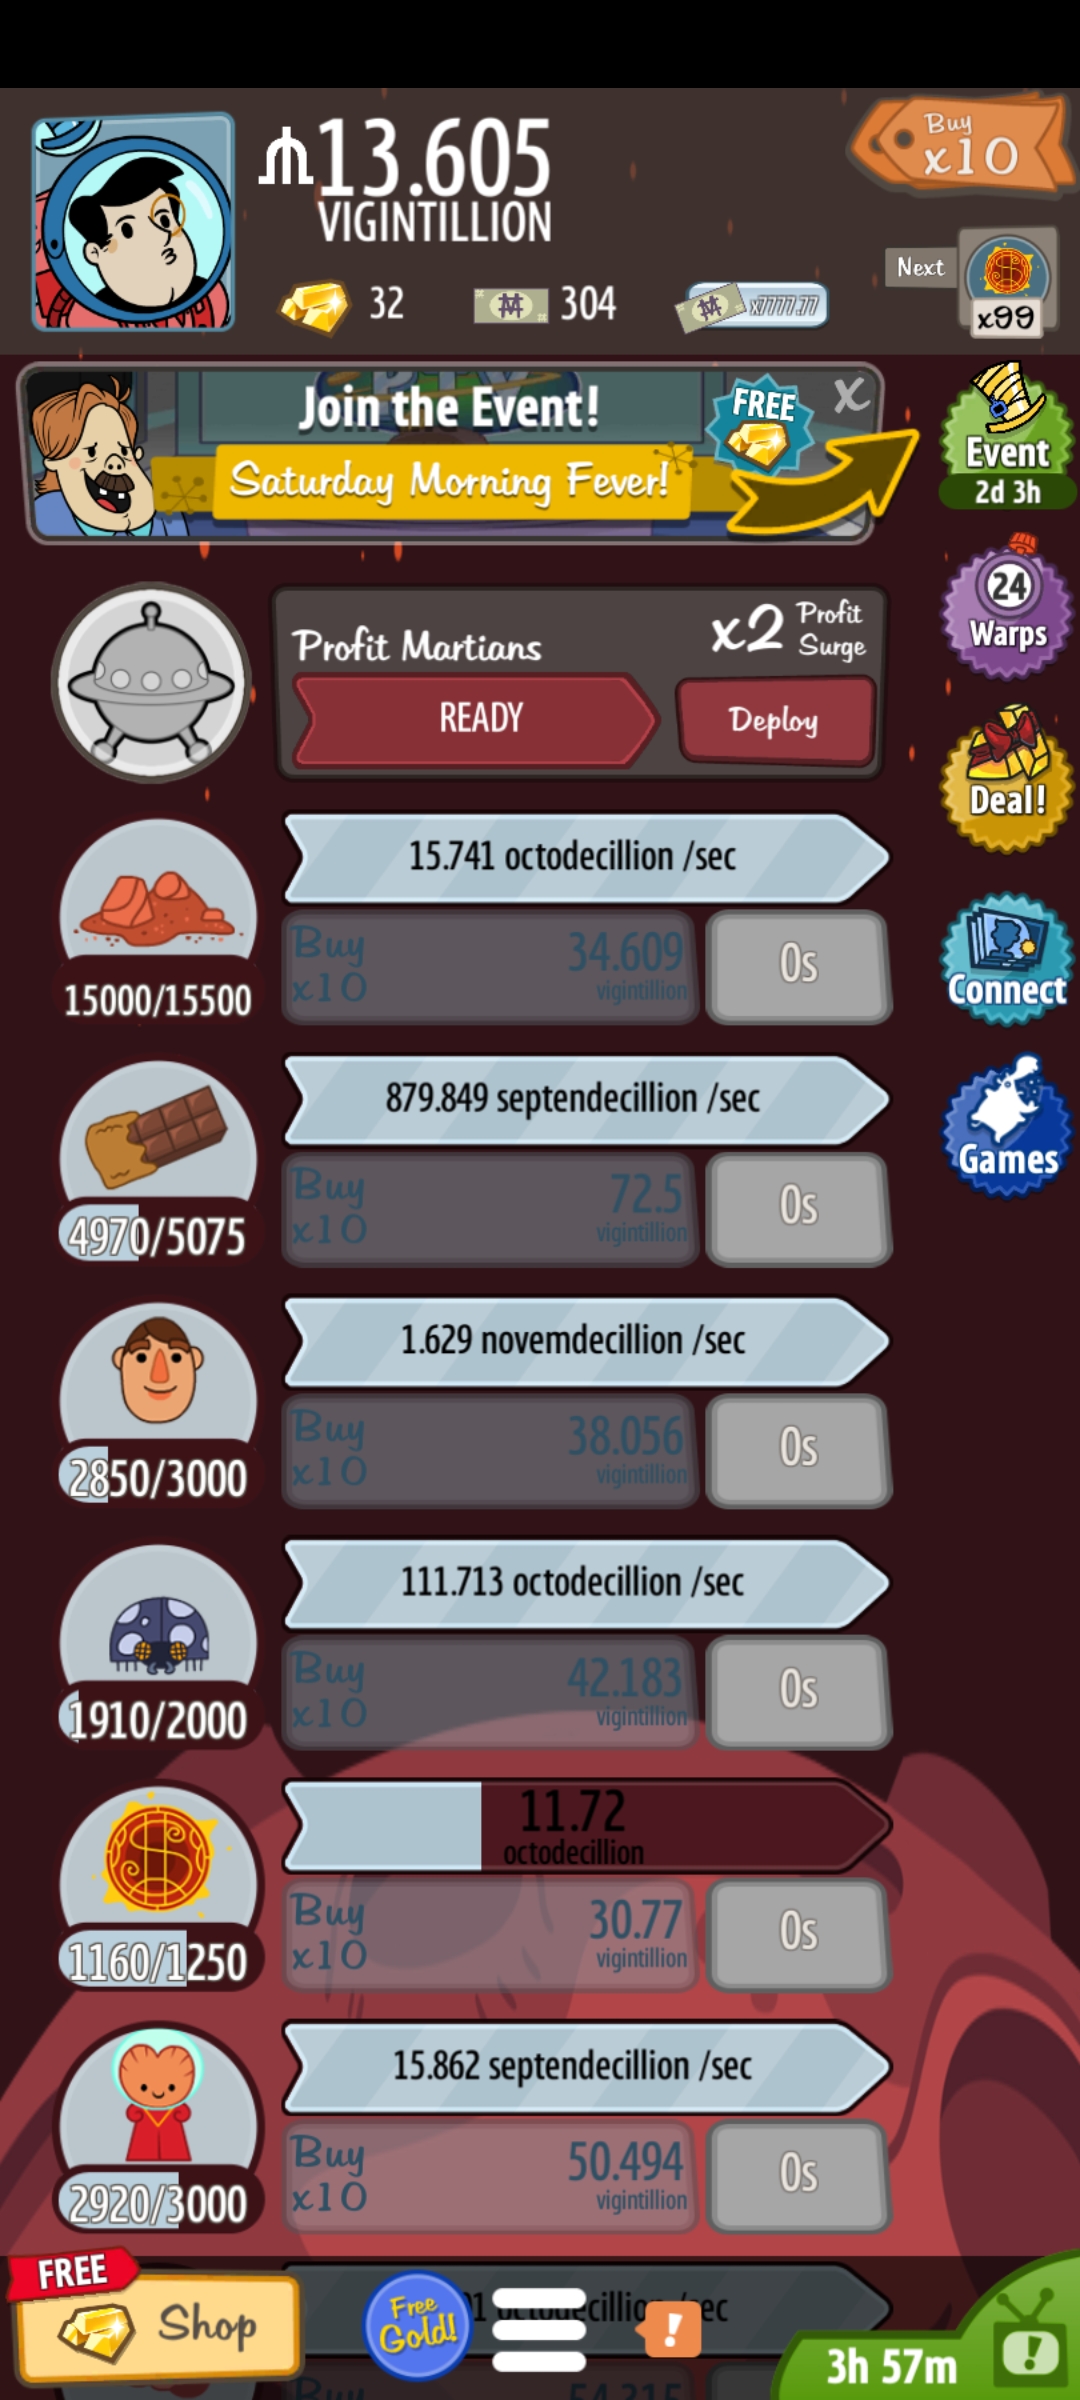 13.605
VIGINTILLION
Buy
x10
32
304
x7777.77
Next
x99
Join the Event!
FREE
X
Saturday Morning Fever!
Event
2d 3h
24
Warps
Profit Martians
x2 Profit Surge
READY
Deploy
Deal!
15.741 octodecillion /sec
Buy x10
34.609
vigintillion
0s
15000/15500
Connect
879.849 septendecillion /sec
Buy x10
72.5
vigintillion
0s
4970/5075
Games
1.629 novemdecillion /sec
Buy x10
38.056
vigintillion
0s
2850/3000
111.713 octodecillion /sec
Buy x10
42.183
vigintillion
0s
1910/2000
11.72
octodecillion
Buy x10
30.77
vigintillion
0s
1160/1250
15.862 septendecillion /sec
Buy x10
50.494
vigintillion
0s
2920/3000
FREE
Shop
Free
Gold!
!
3h 57m
!
Buy
54.315